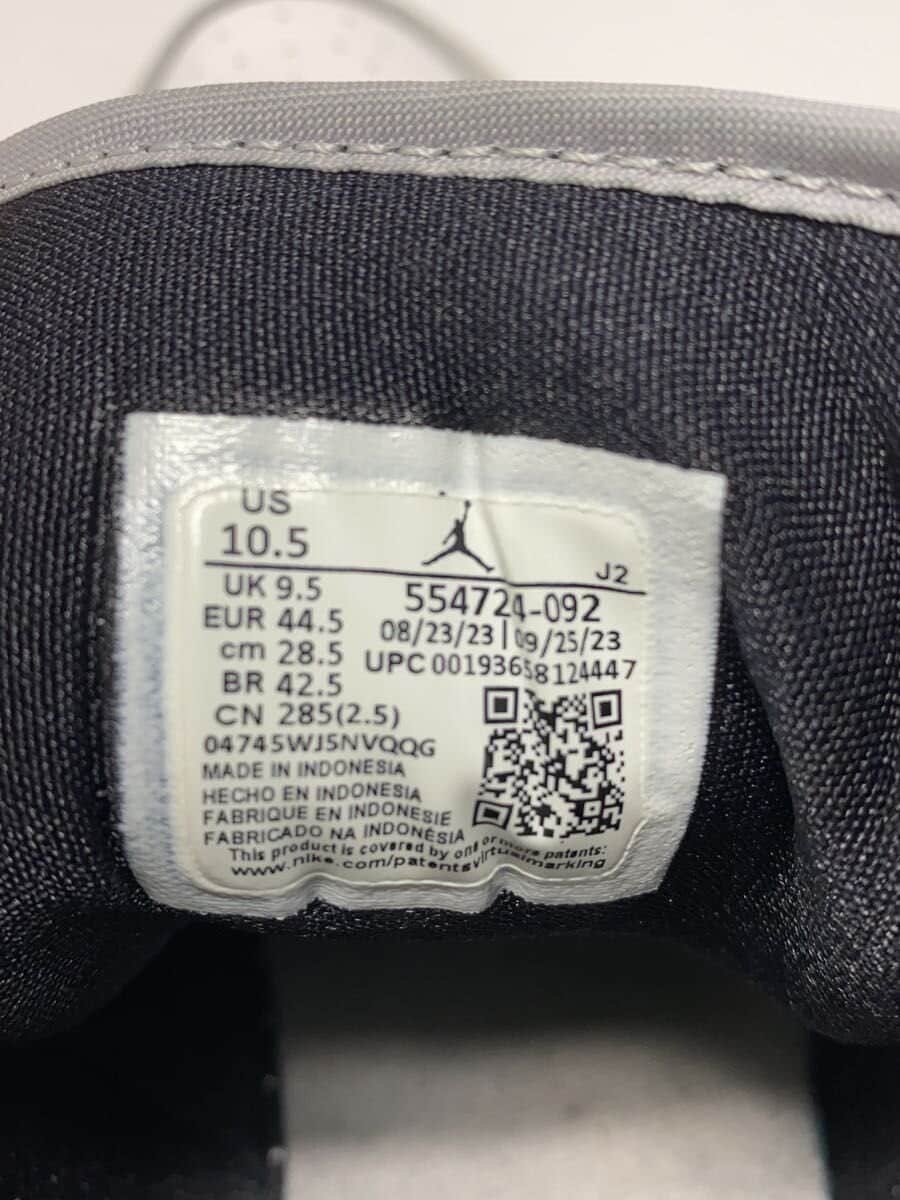 US
10.5
J2
UK 9.5
EUR 44.5
cm 28.5
BR 42.5
CN 285(2.5)
554724-092
08/23/23 | 09/25/23
UPC 00193658124447
04745WJ5NVQQG
MADE IN INDONESIA
HECHO EN INDONESIA
FABRIQUE EN INDONESIE
FABRICADO NA INDONÉSIA
This product is covered by one or more patents:
www.nike.com/patentsvirtualmarking